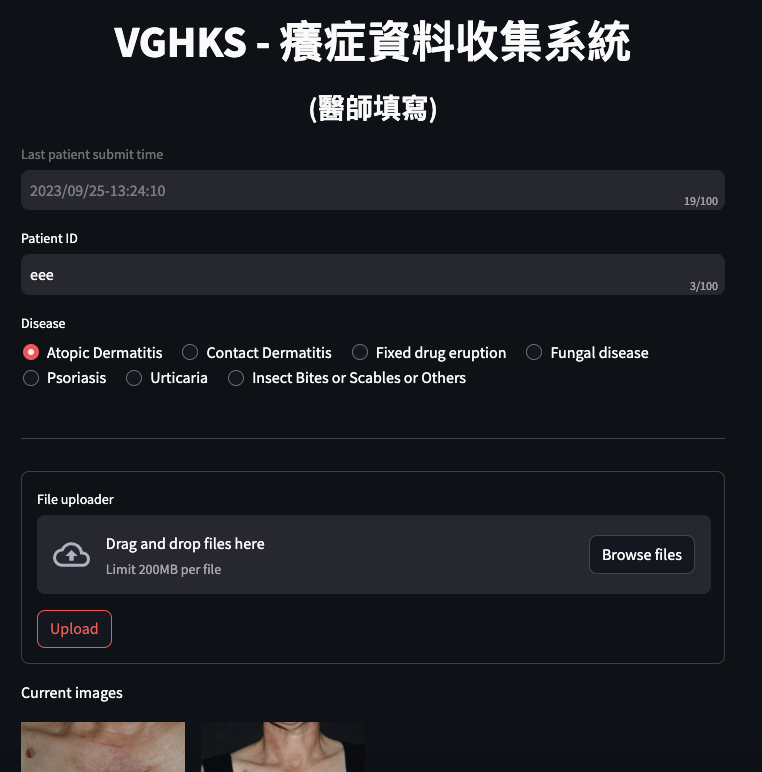 VGHKS - 癢症資料收集系統
(醫師填寫)
Last patient submit time
2023/09/25-13:24:10
19/100
Patient ID
eee
3/100
Disease
Atopic Dermatitis Contact Dermatitis Fixed drug eruption Fungal disease
Psoriasis Urticaria Insect Bites or Scables or Others
File uploader
Drag and drop files here
Limit 200MB per file
Browse files
Upload
Current images